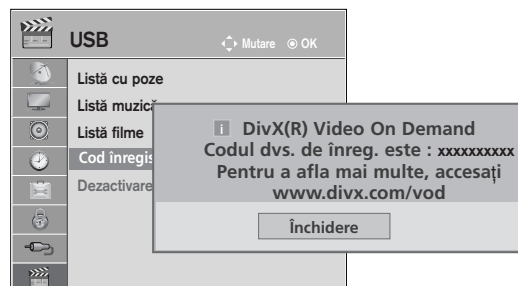 USB
Mutare OK
Listă cu poze
Listă muzică
Listă filme
Cod înregis
Dezactivare
i DivX(R) Video On Demand
Codul dvs. de înreg. este : xxxxxxxxxx
Pentru a afla mai multe, accesați
www.divx.com/vod
Închidere